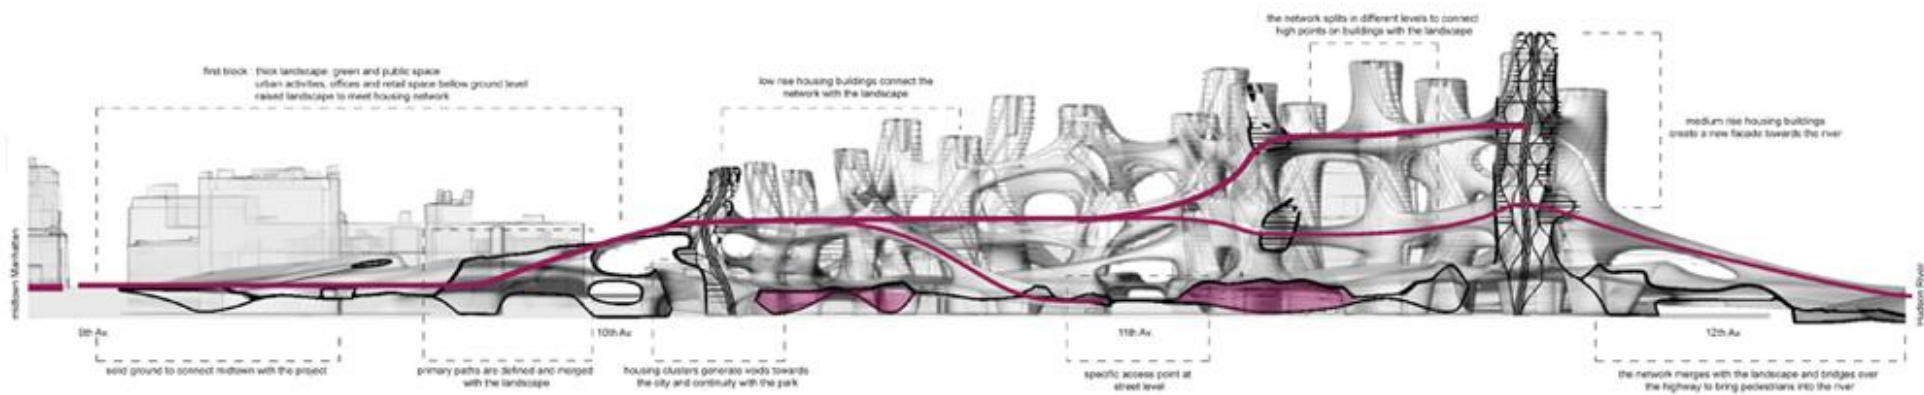 the network splits in different levels to connect
high points on buildings with the landscape
first block : thick landscape, green and public space
urban activities, offices and retail space bellow ground level
raised landscape to meet housing network
low rise housing buildings connect the
network with the landscape
medium rise housing buildings
create a new facade towards the river
midtown Manhattan
Hudson River
9th Av.
10th Av.
11th Av.
12th Av.
solid ground to connect midtown with the project
primary paths are defined and merged
with the landscape
housing clusters generate voids towards
the city and continuity with the park
specific access point at
street level
the network merges with the landscape and bridges over
the highway to bring pedestrians into the river